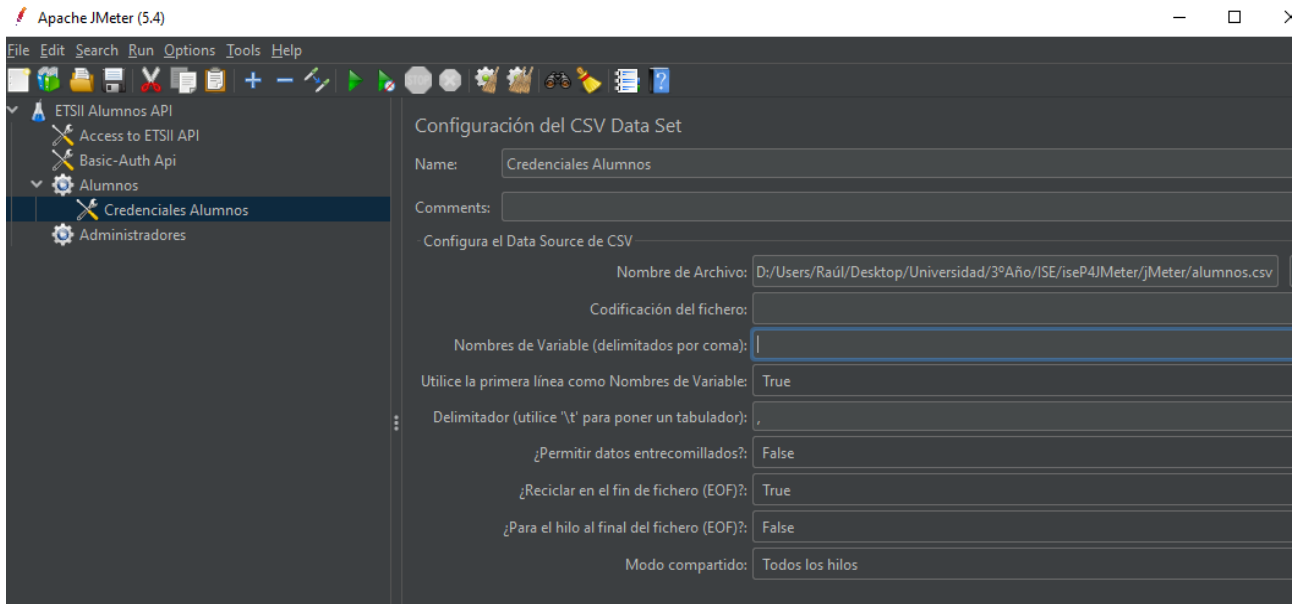 Apache JMeter (5.4)
File Edit Search Run Options Tools Help
ETSII Alumnos API
Access to ETSII API
Basic-Auth Api
Alumnos
Credenciales Alumnos
Administradores
Configuración del CSV Data Set
Name: Credenciales Alumnos
Comments:
Configura el Data Source de CSV
Nombre de Archivo: D:/Users/Raúl/Desktop/Universidad/3ºAño/ISE/iseP4JMeter/jMeter/alumnos.csv
Codificación del fichero:
Nombres de Variable (delimitados por coma):
Utilice la primera línea como Nombres de Variable: True
Delimitador (utilice '\t' para poner un tabulador): ,
¿Permitir datos entrecomillados?: False
¿Reciclar en el fin de fichero (EOF)?: True
¿Para el hilo al final del fichero (EOF)?: False
Modo compartido: Todos los hilos